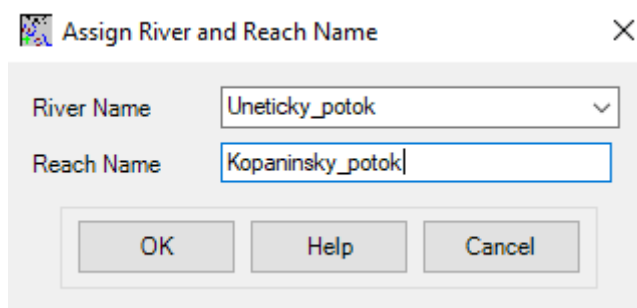 Assign River and Reach Name
River Name Uneticky_potok
Reach Name Kopaninsky_potok
OK Help Cancel